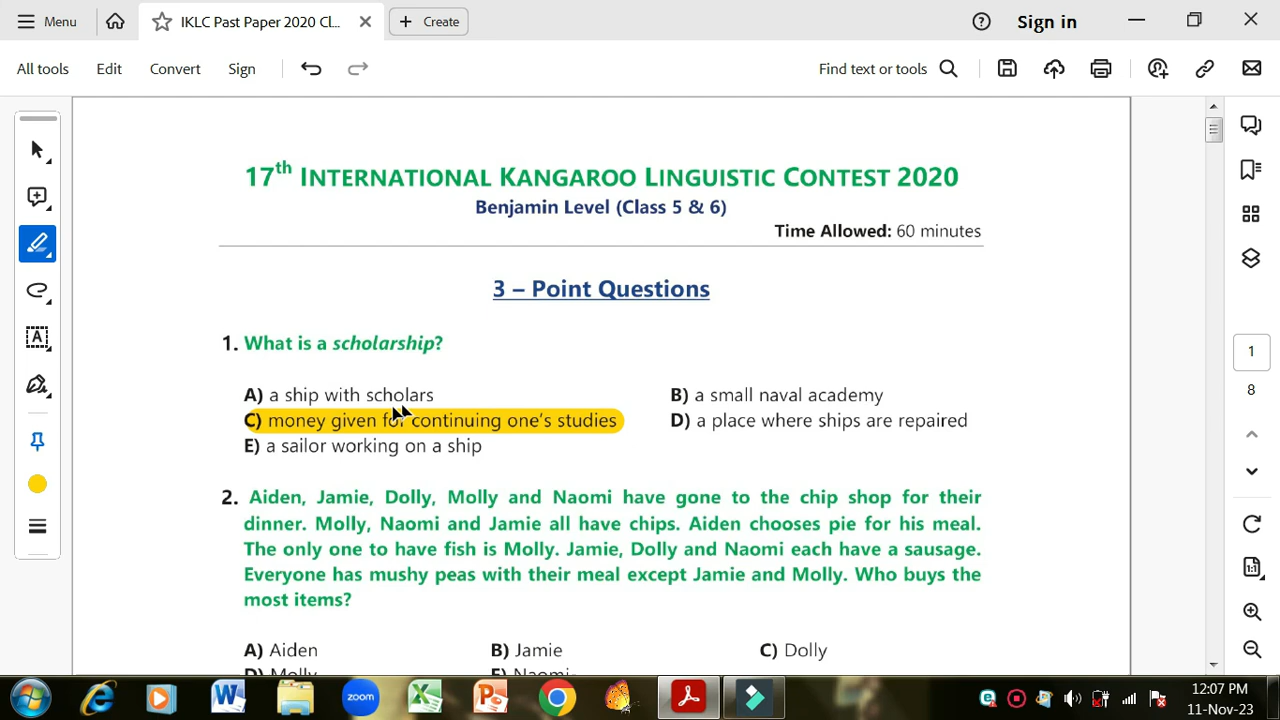 Menu
IKLC Past Paper 2020 Cl...
Create
Sign in
All tools
Edit
Convert
Sign
Find text or tools
17th INTERNATIONAL KANGAROO LINGUISTIC CONTEST 2020
Benjamin Level (Class 5 & 6)
Time Allowed: 60 minutes
3 – Point Questions
1. What is a scholarship?
A) a ship with scholars B) a small naval academy
C) money given for continuing one's studies D) a place where ships are repaired
E) a sailor working on a ship
2. Aiden, Jamie, Dolly, Molly and Naomi have gone to the chip shop for their
dinner. Molly, Naomi and Jamie all have chips. Aiden chooses pie for his meal.
The only one to have fish is Molly. Jamie, Dolly and Naomi each have a sausage.
Everyone has mushy peas with their meal except Jamie and Molly. Who buys the
most items?
A) Aiden B) Jamie C) Dolly
D) Molly E) Naomi
1
8
1:1
zoom
12:07 PM
11-Nov-23